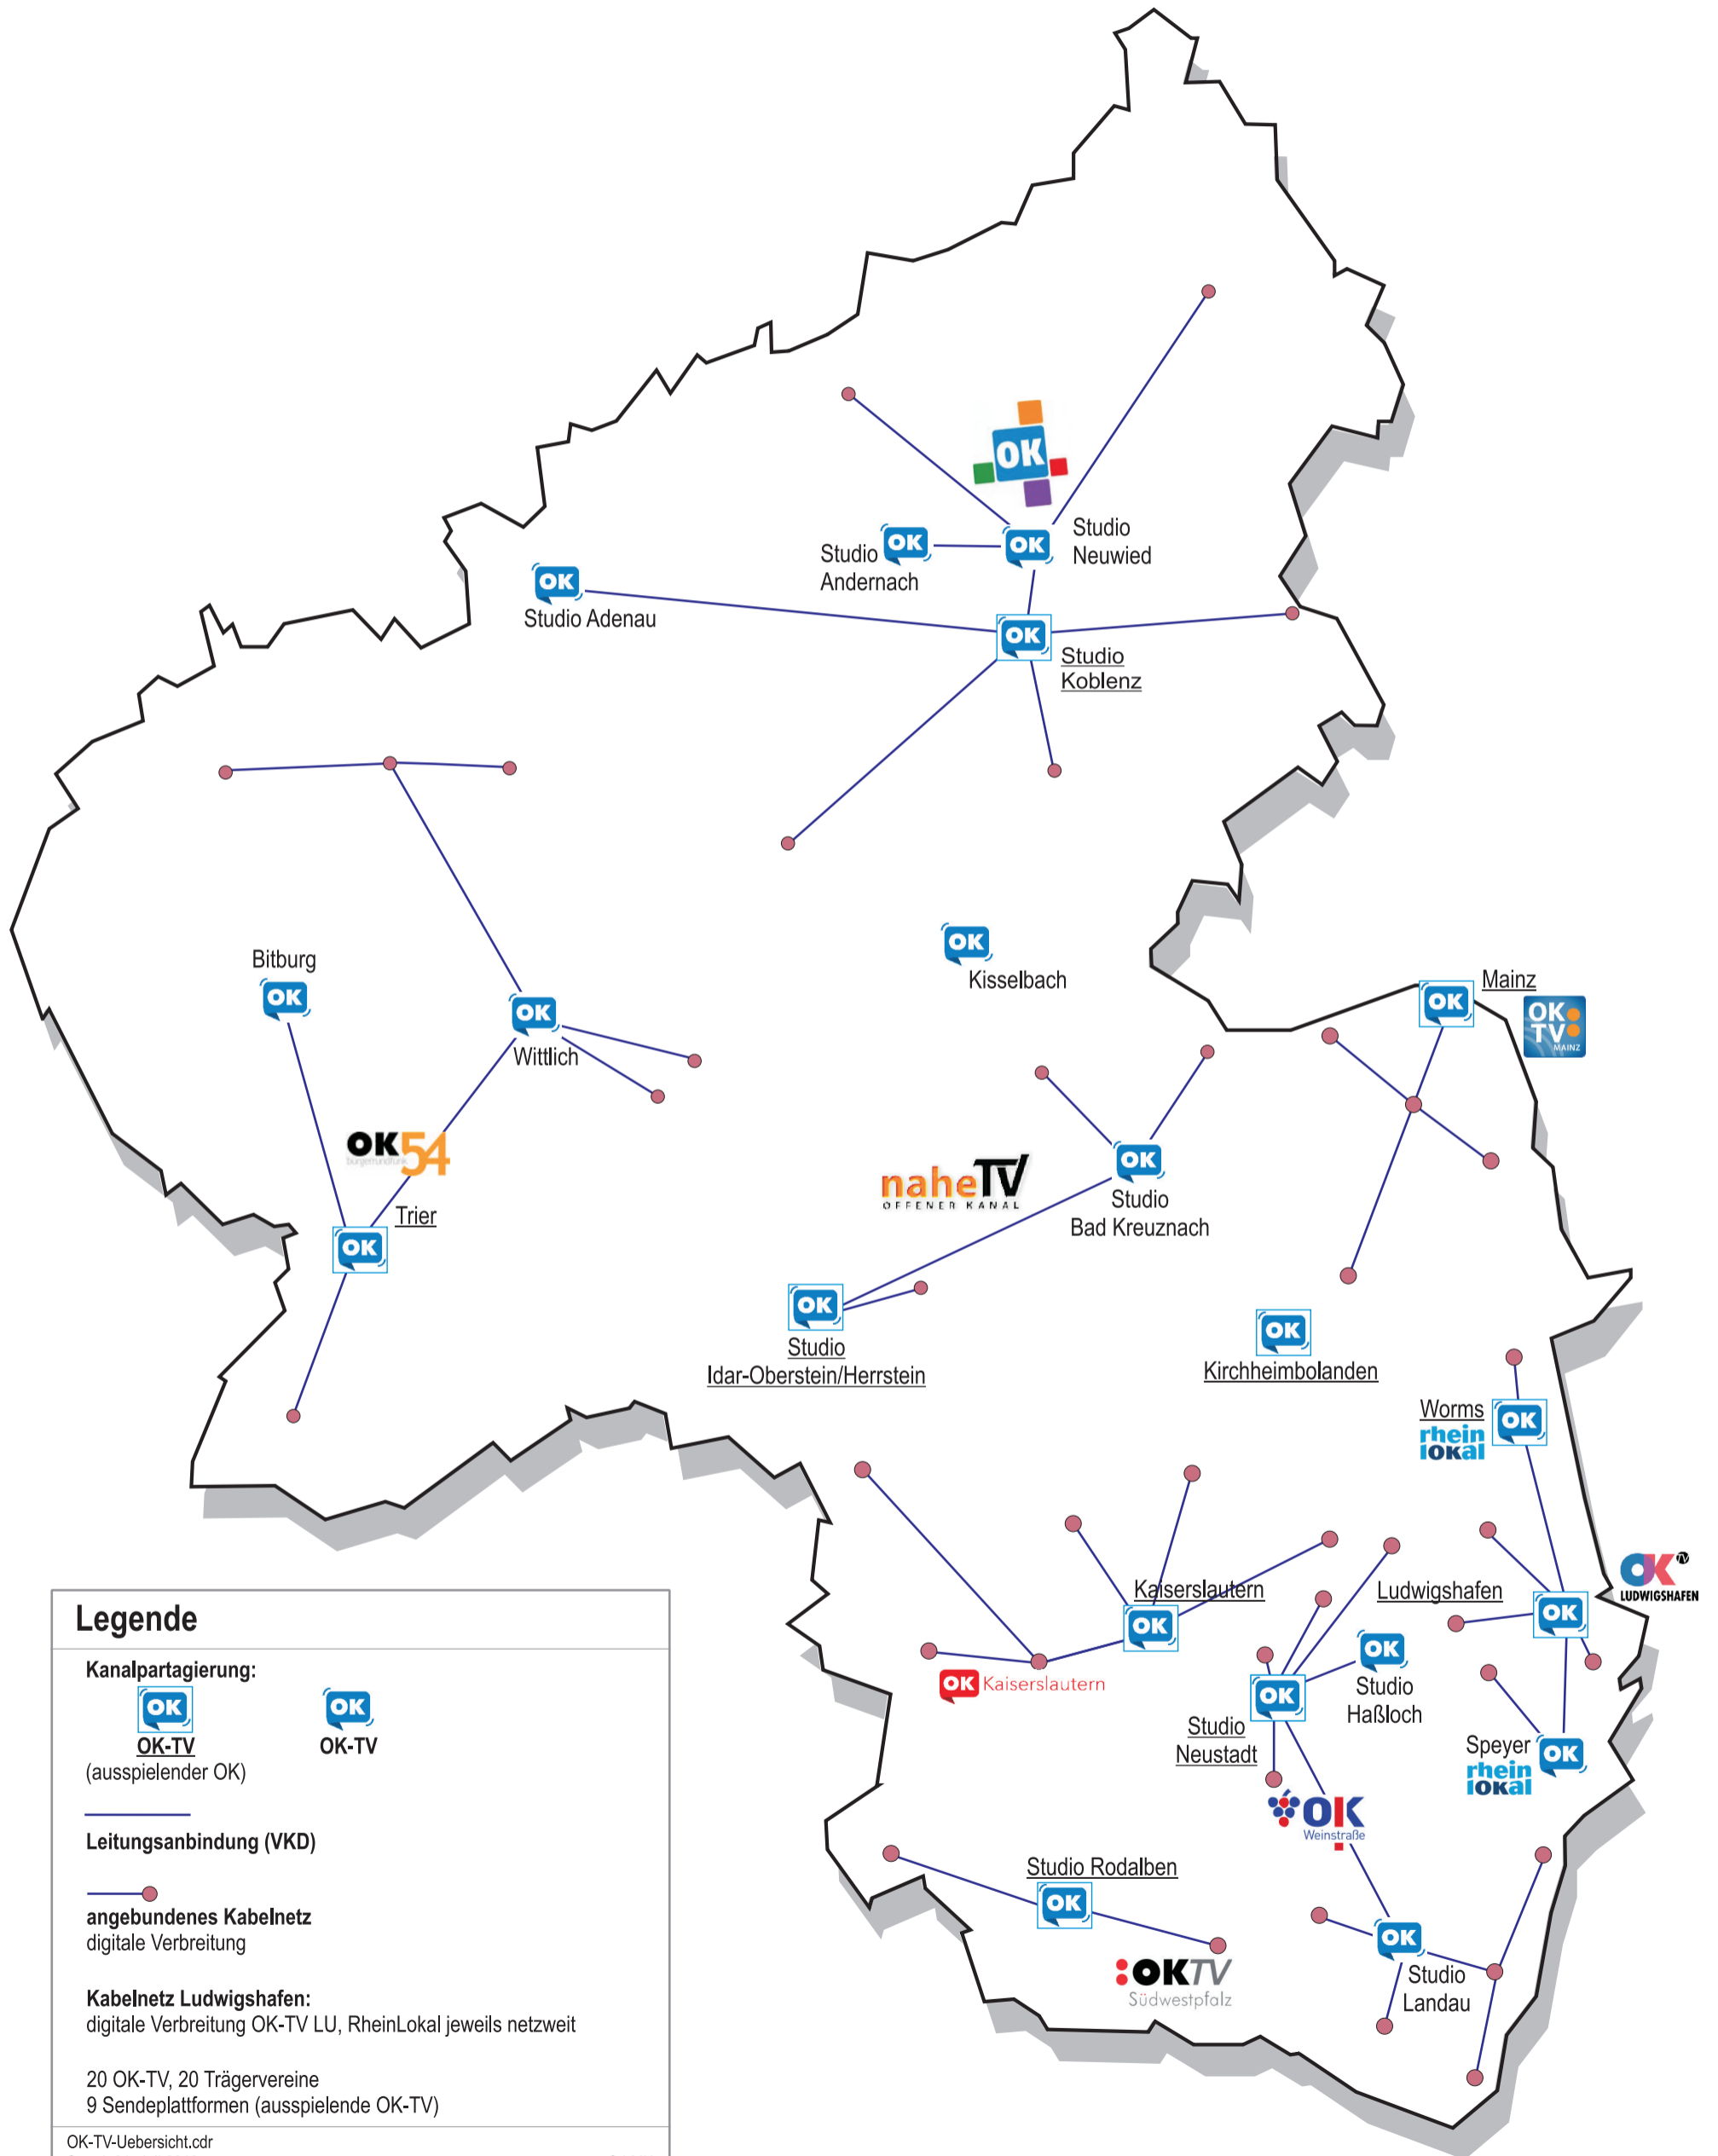 OK
OK
Studio
Neuwied
OK
Studio
Andernach
OK
Studio Adenau
OK
Studio
Koblenz
OK
Kisselbach
Bitburg
OK
OK
Wittlich
Mainz
OK
OK:
TV
MAINZ
OK54
bürgerrundfunk
Trier
OK
naheTV
OFFENER KANAL
OK
Studio
Bad Kreuznach
OK
Studio
Idar-Oberstein/Herrstein
OK
Kirchheimbolanden
Worms
rhein
lOKal
OK
Kaiserslautern
OK
OK Kaiserslautern
Ludwigshafen
OK
OK TV
LUDWIGSHAFEN
OK
Studio
Haßloch
OK
Studio
Neustadt
Speyer
rhein
lOKal
OK
OK
Weinstraße
Studio Rodalben
OK
:OKTV
Südwestpfalz
OK
Studio
Landau
Legende
Kanalpartagierung:
OK OK
OK-TV OK-TV
(ausspielender OK)
Leitungsanbindung (VKD)
angebundenes Kabelnetz
digitale Verbreitung
Kabelnetz Ludwigshafen:
digitale Verbreitung OK-TV LU, RheinLokal jeweils netzweit
20 OK-TV, 20 Trägervereine
9 Sendeplattformen (ausspielende OK-TV)
OK-TV-Uebersicht.cdr